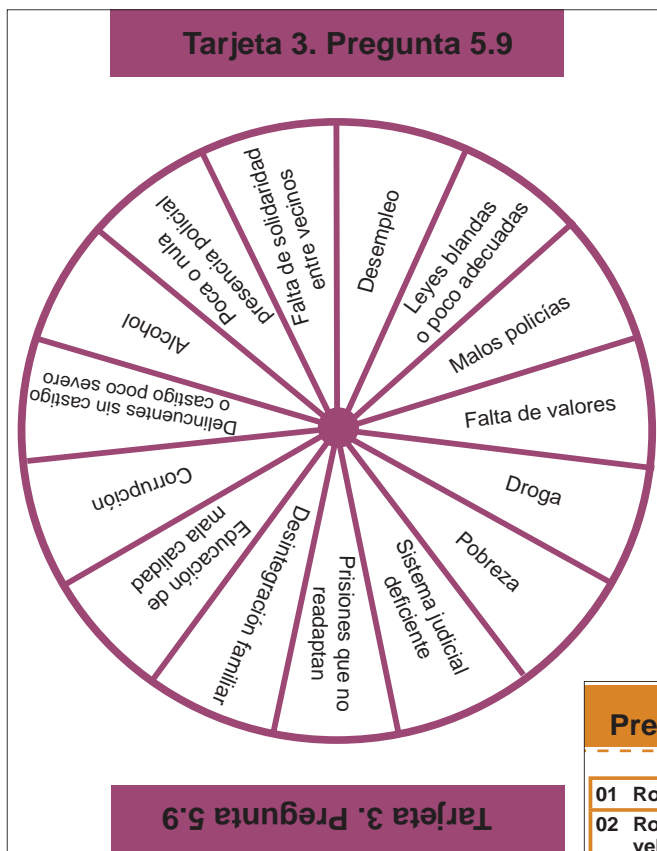 Tarjeta 3. Pregunta 5.9
Desempleo
Leyes blandas
o poco adecuadas
Malos policías
Falta de valores
Droga
Pobreza
Sistema judicial
deficiente
Prisiones que no
readaptan
Desintegración familiar
Educación de
mala calidad
Corrupción
Delincuentes sin castigo
o castigo poco severo
Alcohol
Poca o nula
presencia policial
Falta de solidaridad
entre vecinos
Tarjeta 3. Pregunta 5.9
Pre
01 Ro
02 Ro
vel